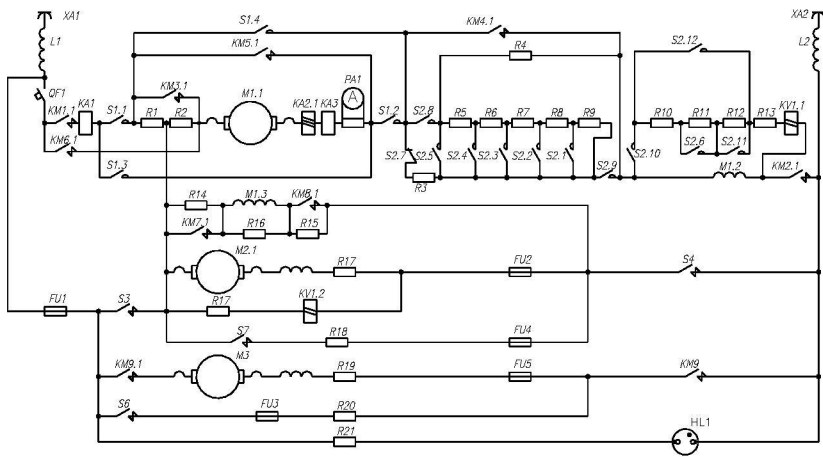 XA1
S1.4
KM4.1
XA2
L1
KM5.1
R4
S2.12
L2
QF1
KM3.1
M1.1
PA1
A
KM1.1
KA1
S1.1
R1
R2
KA2.1
KA3
S1.2
S2.8
R5
R6
R7
R8
R9
R10
R11
R12
R13
KV1.1
KM6.1
S2.7
S2.5
S2.4
S2.3
S2.2
S2.1
S2.10
S2.6
S2.11
S1.3
R3
S2.9
M1.2
KM2.1
R14
M1.3
KM8.1
KM7.1
R16
R15
M2.1
R17
FU2
S4
FU1
S3
R17
KV1.2
S7
R18
FU4
KM9.1
M3
R19
FU5
KM9
S6
FU3
R20
R21
HL1